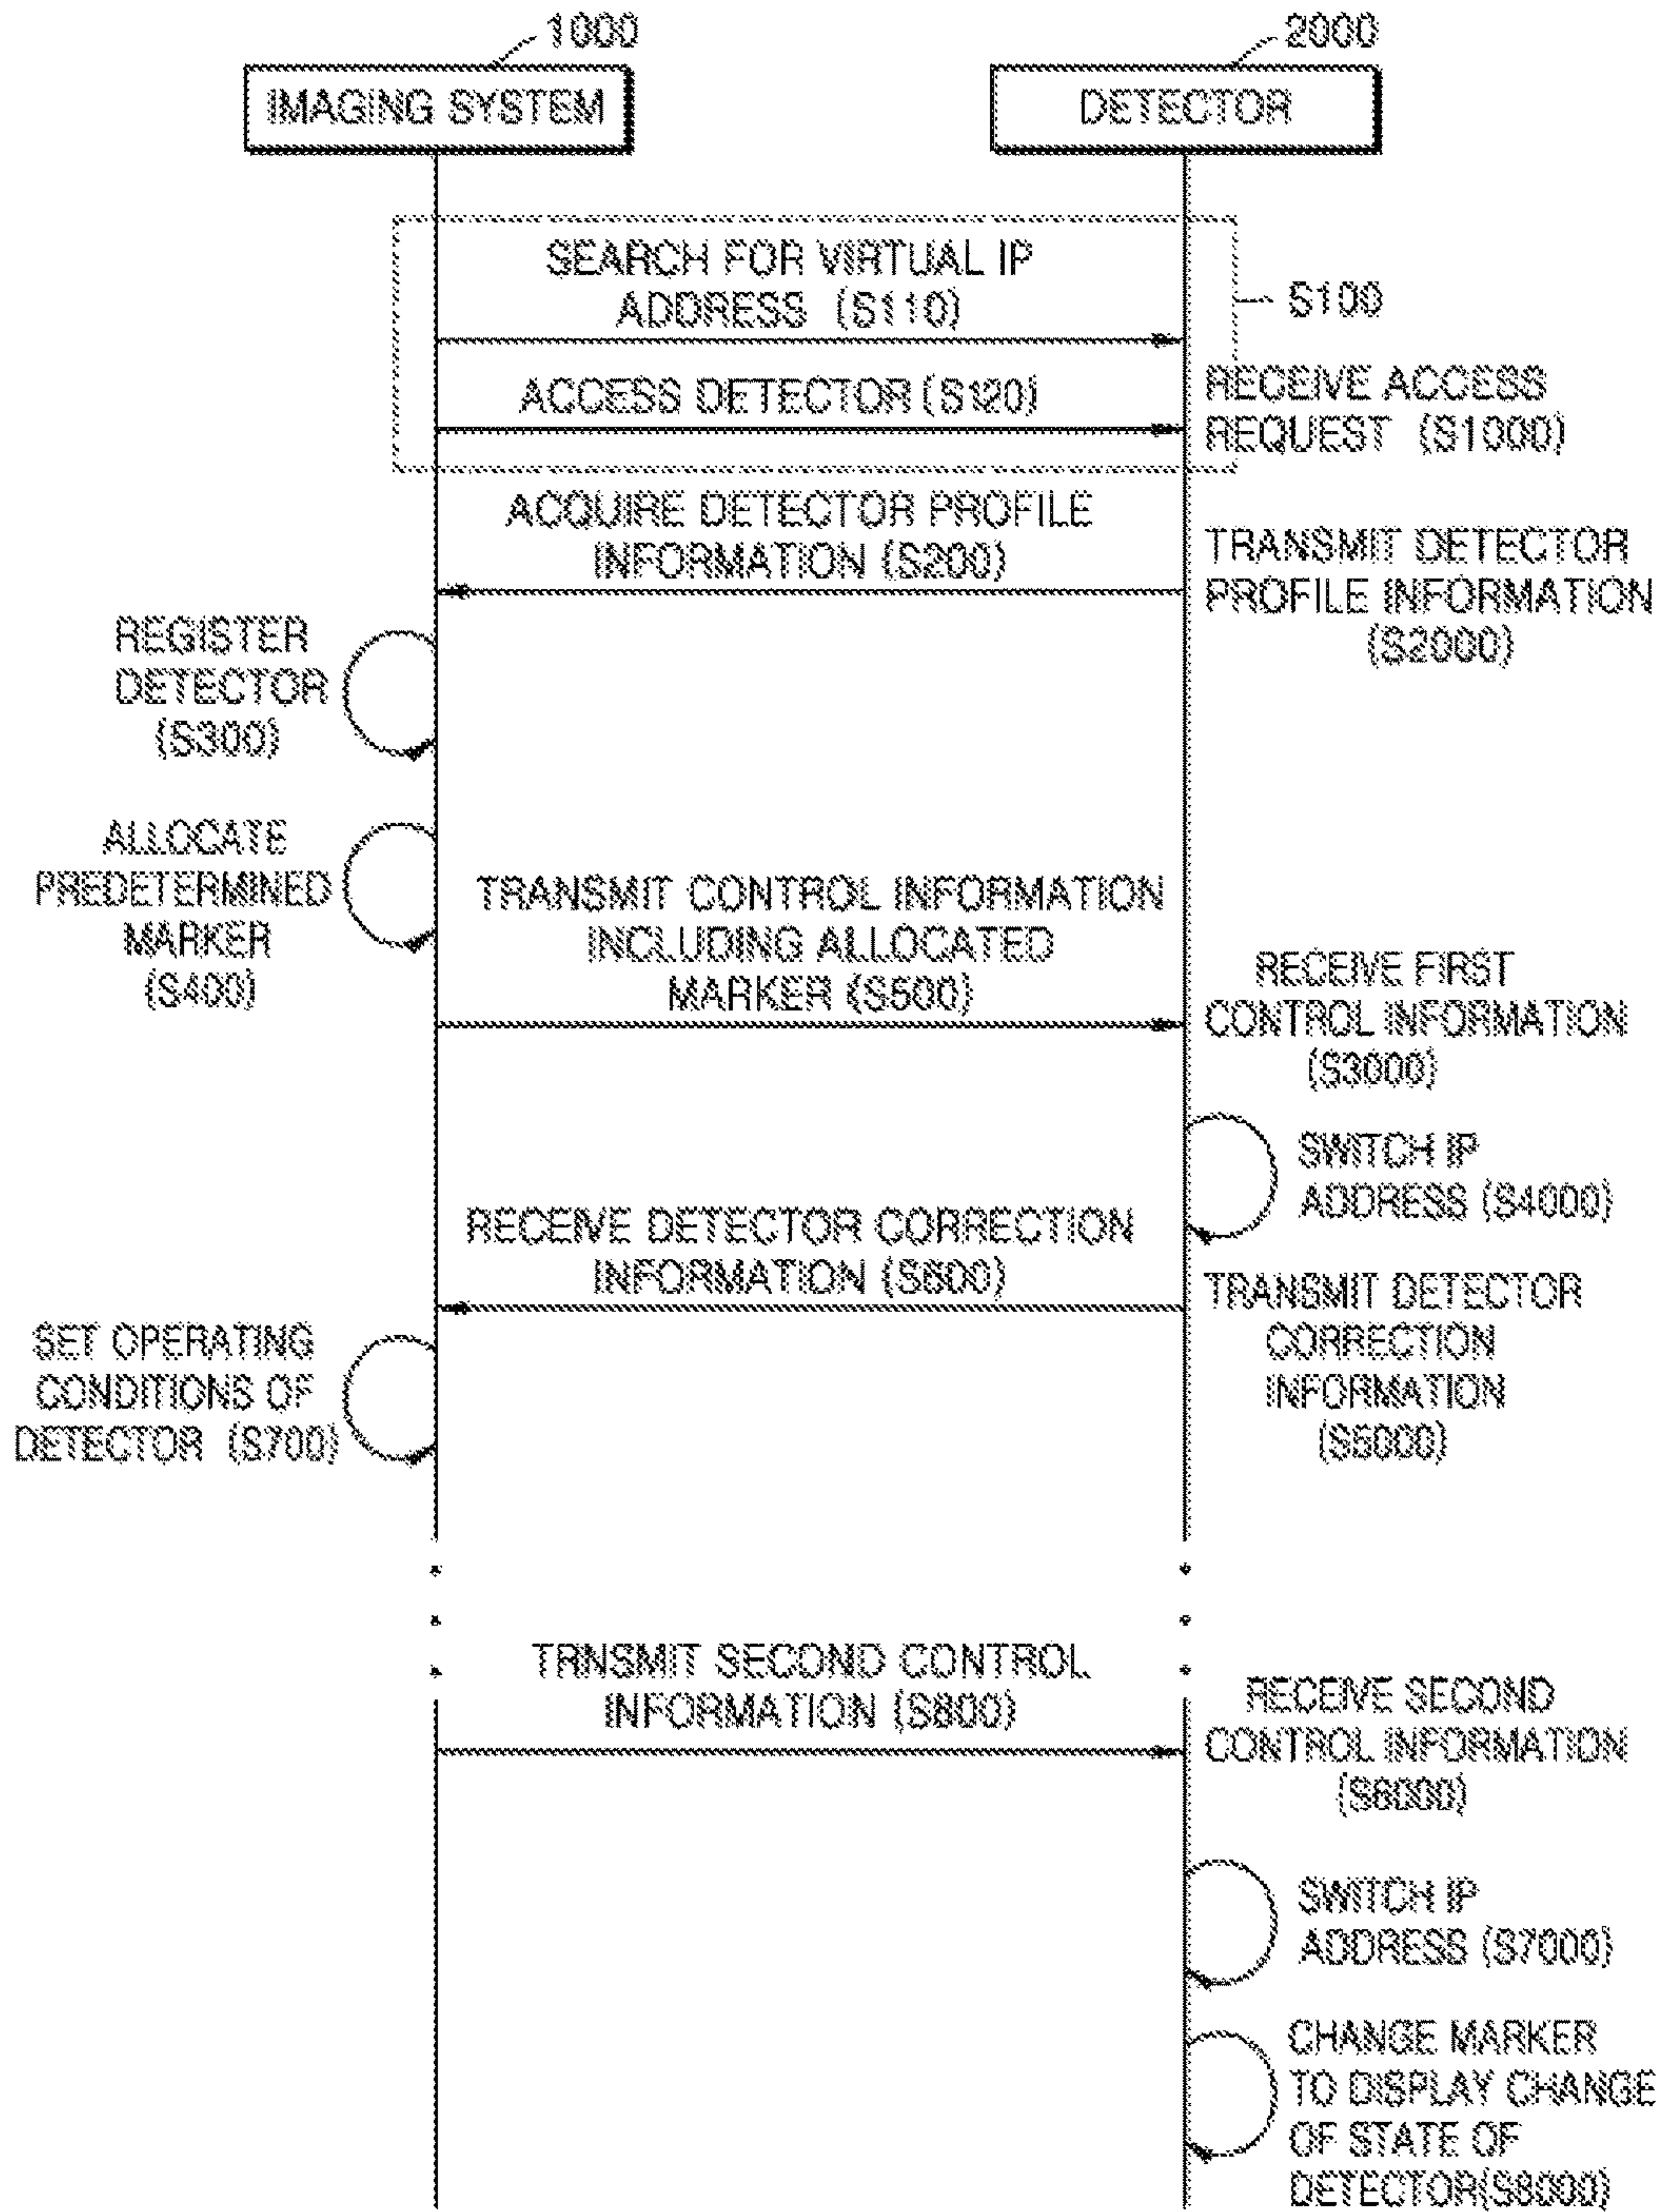 1000
2000
IMAGING SYSTEM
DETECTOR
SEARCH FOR VIRTUAL IP
ADDRESS (S110)
S100
ACCESS DETECTOR (S120)
RECEIVE ACCESS
REQUEST (S1000)
ACQUIRE DETECTOR PROFILE
INFORMATION (S200)
TRANSMIT DETECTOR
PROFILE INFORMATION
(S2000)
REGISTER
DETECTOR
(S300)
ALLOCATE
PREDETERMINED
MARKER
(S400)
TRANSMIT CONTROL INFORMATION
INCLUDING ALLOCATED
MARKER (S500)
RECEIVE FIRST
CONTROL INFORMATION
(S3000)
SWITCH IP
ADDRESS (S4000)
RECEIVE DETECTOR CORRECTION
INFORMATION (S600)
TRANSMIT DETECTOR
CORRECTION
INFORMATION
(S5000)
SET OPERATING
CONDITIONS OF
DETECTOR (S700)
TRNSMIT SECOND CONTROL
INFORMATION (S800)
RECEIVE SECOND
CONTROL INFORMATION
(S6000)
SWITCH IP
ADDRESS (S7000)
CHANGE MARKER
TO DISPLAY CHANGE
OF STATE OF
DETECTOR(S8000)